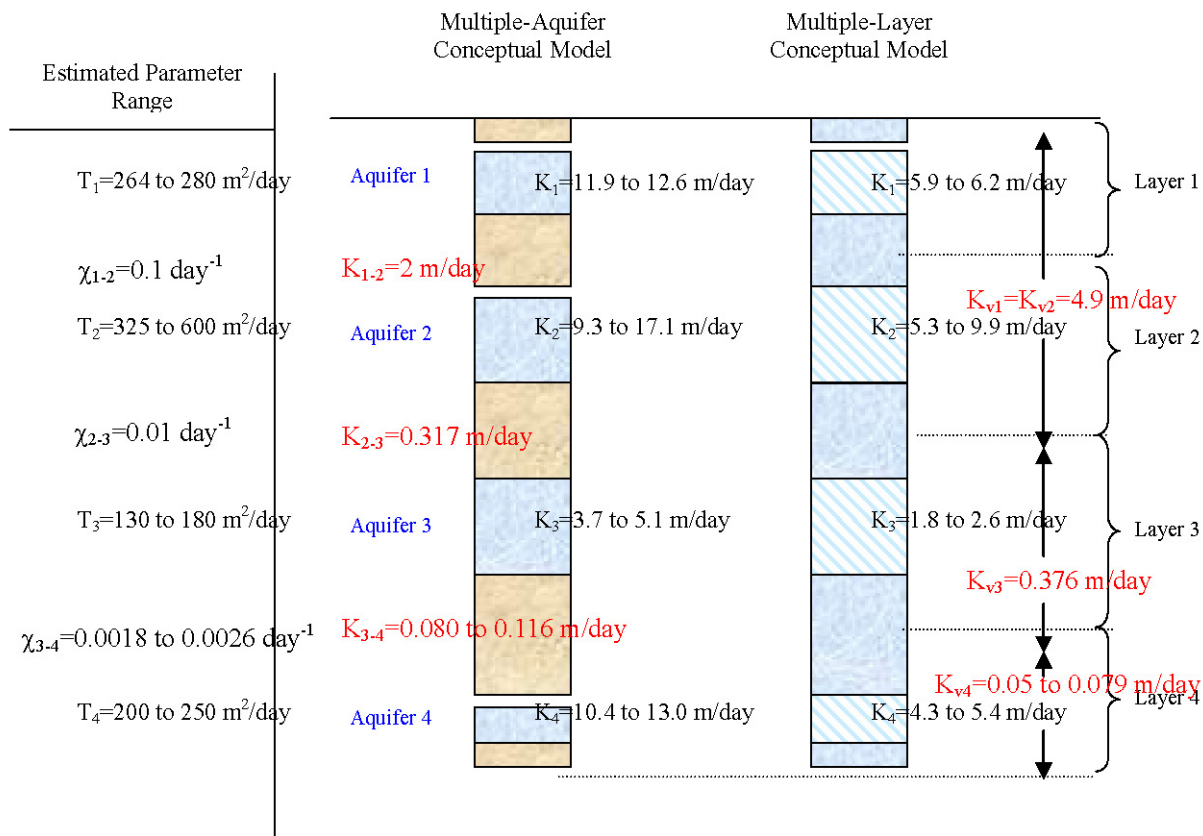 Multiple-Aquifer
Conceptual Model
Multiple-Layer
Conceptual Model
Estimated Parameter
Range
T₁=264 to 280 m²/day
Aquifer 1
K₁=11.9 to 12.6 m/day
K₁=5.9 to 6.2 m/day
Layer 1
χ₁₋₂=0.1 day⁻¹
K₁₋₂=2 m/day
Kᵥ₁=Kᵥ₂=4.9 m/day
T₂=325 to 600 m²/day
Aquifer 2
K₂=9.3 to 17.1 m/day
K₂=5.3 to 9.9 m/day
Layer 2
χ₂₋₃=0.01 day⁻¹
K₂₋₃=0.317 m/day
T₃=130 to 180 m²/day
Aquifer 3
K₃=3.7 to 5.1 m/day
K₃=1.8 to 2.6 m/day
Layer 3
Kᵥ₃=0.376 m/day
χ₃₋₄=0.0018 to 0.0026 day⁻¹
K₃₋₄=0.080 to 0.116 m/day
Kᵥ₄=0.05 to 0.079 m/day
T₄=200 to 250 m²/day
Aquifer 4
K₄=10.4 to 13.0 m/day
K₄=4.3 to 5.4 m/day
Layer 4